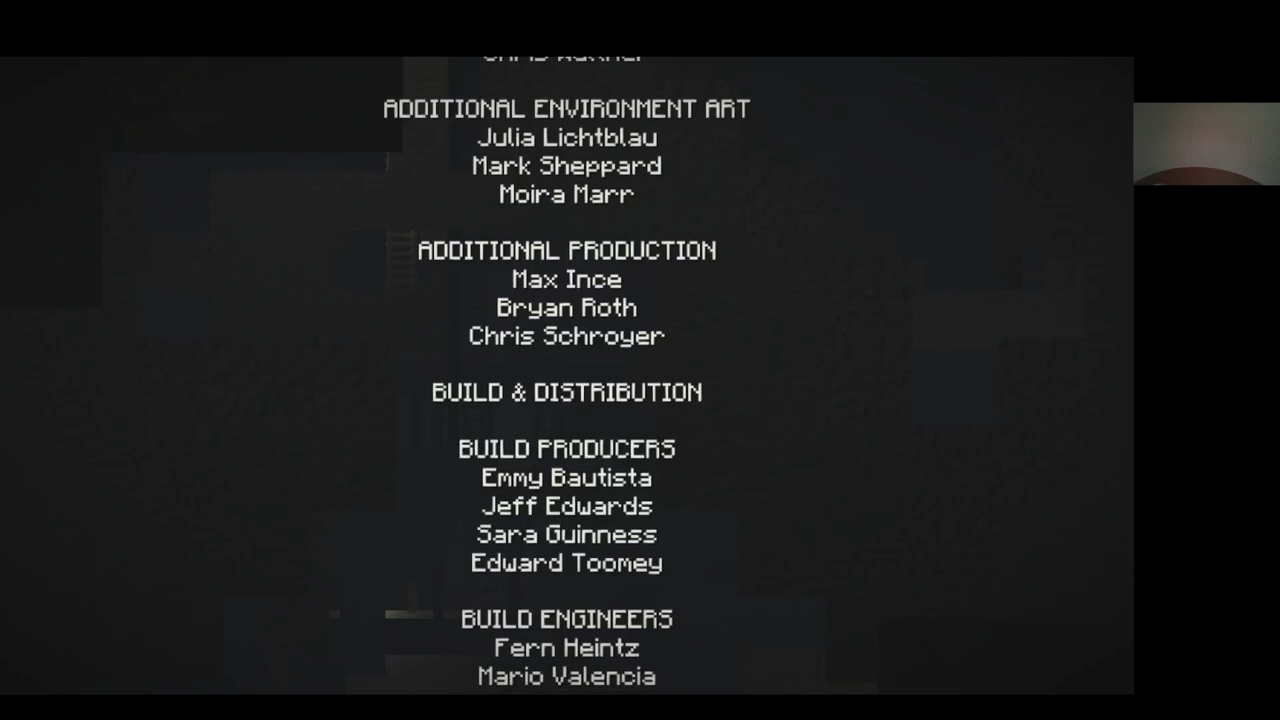 ADDITIONAL ENVIRONMENT ART
Julia Lichtblau
Mark Sheppard
Moira Marr
ADDITIONAL PRODUCTION
Max Ince
Bryan Roth
Chris Schroyer
BUILD & DISTRIBUTION
BUILD PRODUCERS
Emmy Bautista
Jeff Edwards
Sara Guinness
Edward Toomey
BUILD ENGINEERS
Fern Heintz
Mario Valencia